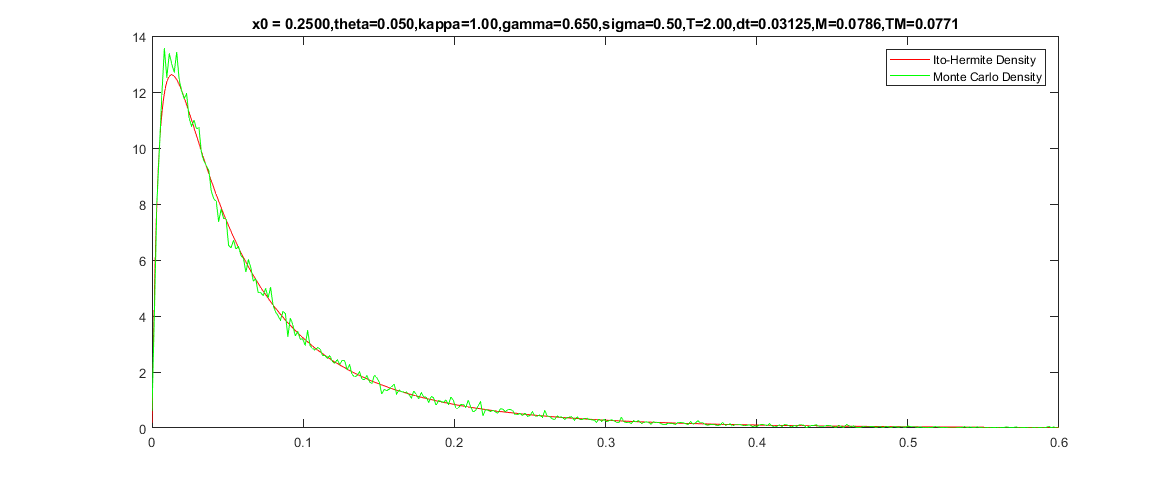 x0 = 0.2500,theta=0.050,kappa=1.00,gamma=0.650,sigma=0.50,T=2.00,dt=0.03125,M=0.0786,TM=0.0771
14
Ito-Hermite Density
Monte Carlo Density
12
10
8
6
4
2
0
0 0.1 0.2 0.3 0.4 0.5 0.6